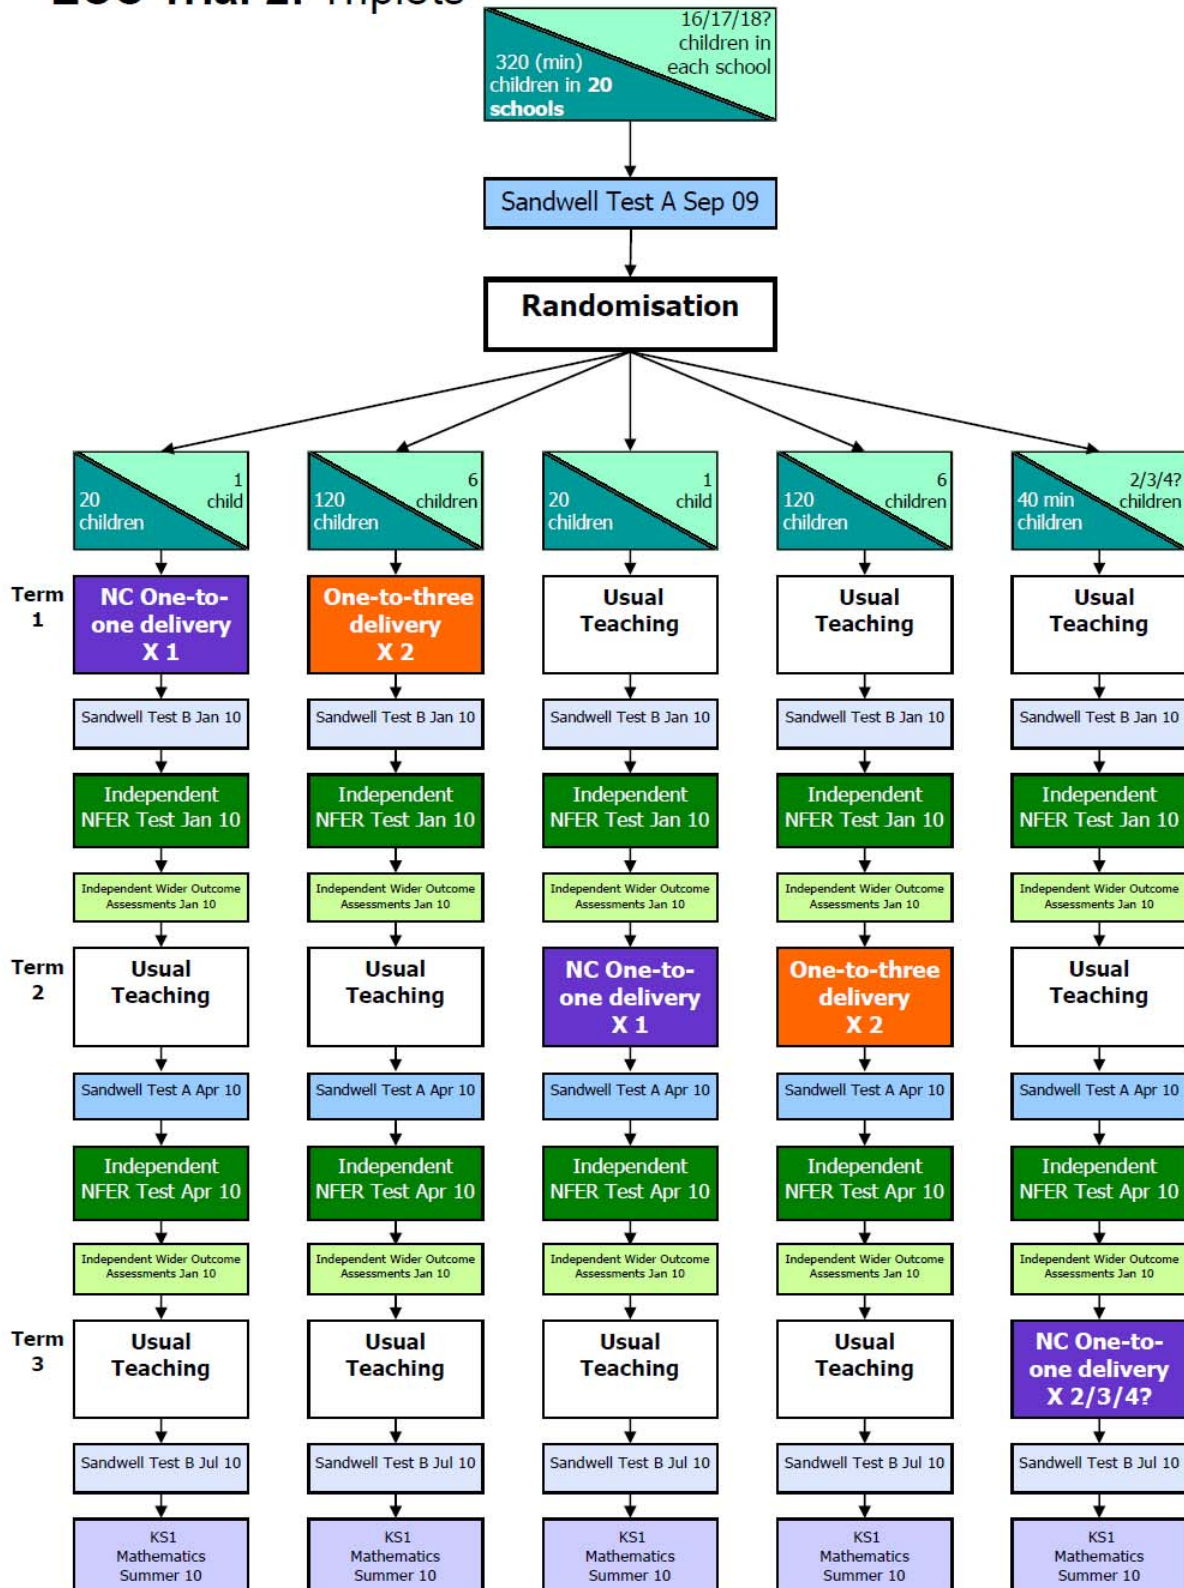 Triplets
16/17/18?
children in
each school
320 (min)
children in 20
schools
Sandwell Test A Sep 09
Randomisation
1
child
20
children
6
children
120
children
1
child
20
children
6
children
120
children
2/3/4?
children
40 min
children
Term
1
NC One-to-
one delivery
X 1
One-to-three
delivery
X 2
Usual
Teaching
Usual
Teaching
Usual
Teaching
Sandwell Test B Jan 10
Sandwell Test B Jan 10
Sandwell Test B Jan 10
Sandwell Test B Jan 10
Sandwell Test B Jan 10
Independent
NFER Test Jan 10
Independent
NFER Test Jan 10
Independent
NFER Test Jan 10
Independent
NFER Test Jan 10
Independent
NFER Test Jan 10
Independent Wider Outcome
Assessments Jan 10
Independent Wider Outcome
Assessments Jan 10
Independent Wider Outcome
Assessments Jan 10
Independent Wider Outcome
Assessments Jan 10
Independent Wider Outcome
Assessments Jan 10
Term
2
Usual
Teaching
Usual
Teaching
NC One-to-
one delivery
X 1
One-to-three
delivery
X 2
Usual
Teaching
Sandwell Test A Apr 10
Sandwell Test A Apr 10
Sandwell Test A Apr 10
Sandwell Test A Apr 10
Sandwell Test A Apr 10
Independent
NFER Test Apr 10
Independent
NFER Test Apr 10
Independent
NFER Test Apr 10
Independent
NFER Test Apr 10
Independent
NFER Test Apr 10
Independent Wider Outcome
Assessments Jan 10
Independent Wider Outcome
Assessments Jan 10
Independent Wider Outcome
Assessments Jan 10
Independent Wider Outcome
Assessments Jan 10
Independent Wider Outcome
Assessments Jan 10
Term
3
Usual
Teaching
Usual
Teaching
Usual
Teaching
Usual
Teaching
NC One-to-
one delivery
X 2/3/4?
Sandwell Test B Jul 10
Sandwell Test B Jul 10
Sandwell Test B Jul 10
Sandwell Test B Jul 10
Sandwell Test B Jul 10
KS1
Mathematics
Summer 10
KS1
Mathematics
Summer 10
KS1
Mathematics
Summer 10
KS1
Mathematics
Summer 10
KS1
Mathematics
Summer 10